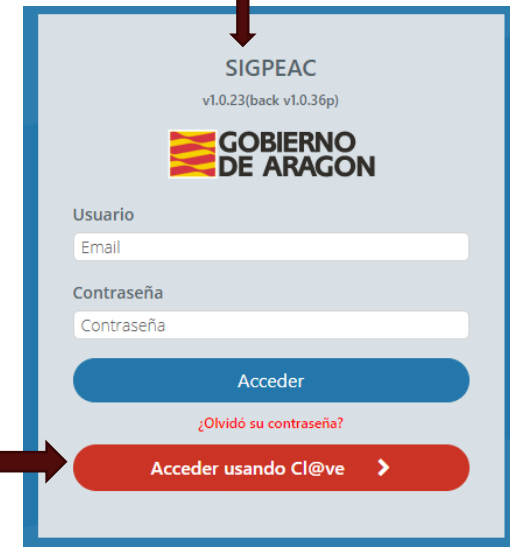 SIGPEAC
v1.0.23(back v1.0.36p)
GOBIERNO
DE ARAGON
Usuario
Email
Contraseña
Contraseña
Acceder
¿Olvidó su contraseña?
Acceder usando Cl@ve